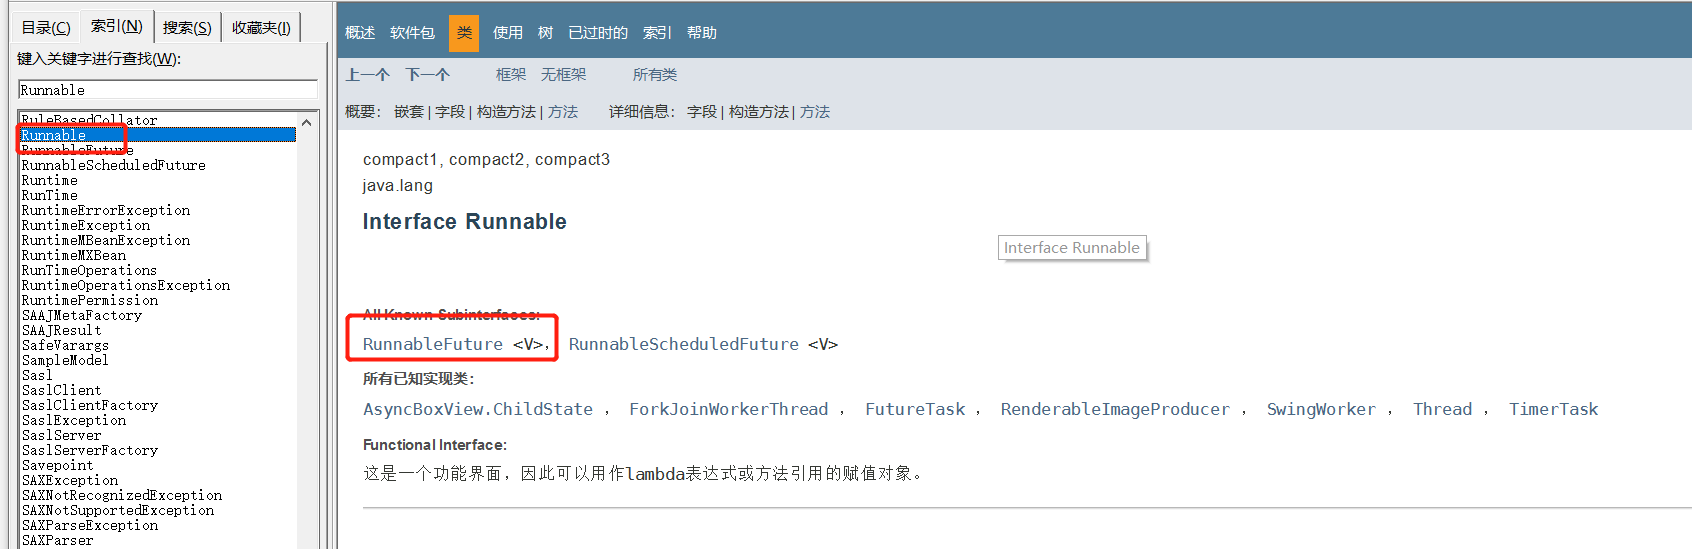 目录(C) 索引(N) 搜索(S) 收藏夹(I)
键入关键字进行查找(W):
Runnable
RuleBasedCollator
Runnable
RunnableFuture
RunnableScheduledFuture
Runtime
RunTime
RuntimeErrorException
RuntimeException
RuntimeMBeanException
RuntimeMXBean
RunTimeOperations
RuntimeOperationsException
RuntimePermission
SAAJMetaFactory
SAAJResult
SafeVarargs
SampleModel
Sasl
SaslClient
SaslClientFactory
SaslException
SaslServer
SaslServerFactory
Savepoint
SAXException
SAXNotRecognizedException
SAXNotSupportedException
SAXParseException
SAXParser
概述 软件包 类 使用 树 已过时的 索引 帮助
上一个 下一个 框架 无框架 所有类
概要： 嵌套 | 字段 | 构造方法 | 方法 详细信息： 字段 | 构造方法 | 方法
compact1, compact2, compact3
java.lang
Interface Runnable
Interface Runnable
All Known Subinterfaces:
RunnableFuture <V>， RunnableScheduledFuture <V>
所有已知实现类：
AsyncBoxView.ChildState ， ForkJoinWorkerThread ， FutureTask ， RenderableImageProducer ， SwingWorker ， Thread ， TimerTask
Functional Interface:
这是一个功能界面，因此可以用作lambda表达式或方法引用的赋值对象。